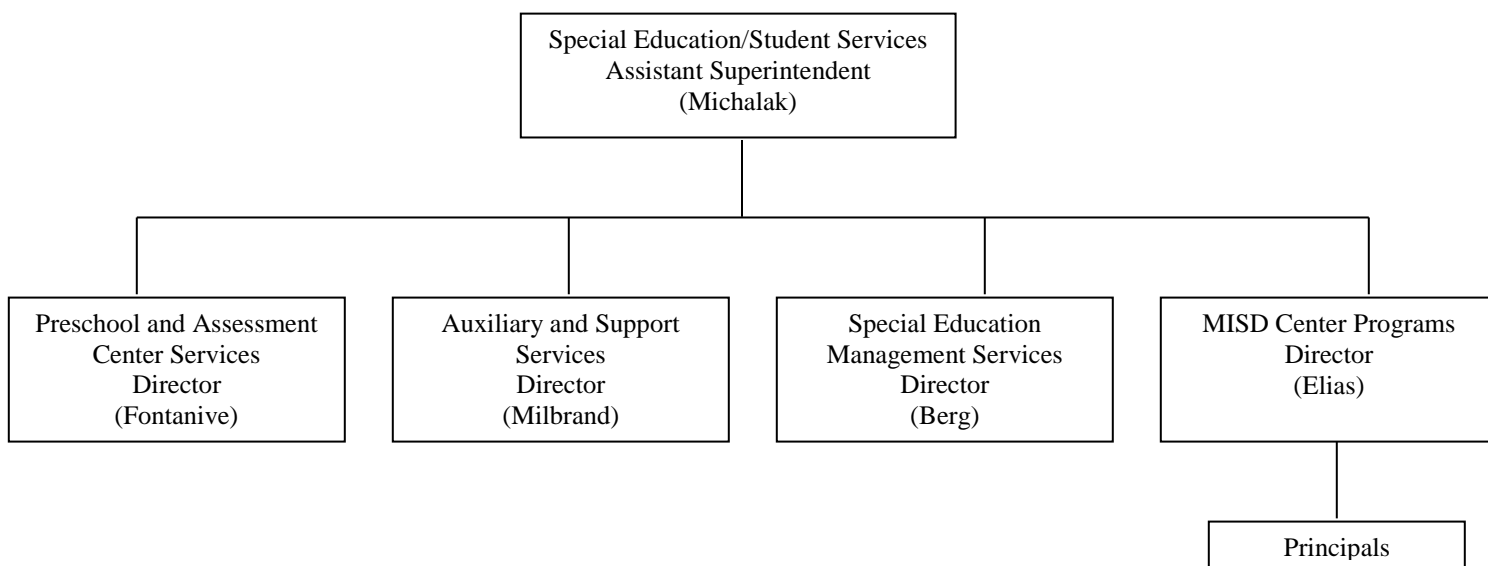 Special Education/Student Services
Assistant Superintendent
(Michalak)
Preschool and Assessment
Center Services
Director
(Fontanive)
Auxiliary and Support
Services
Director
(Milbrand)
Special Education
Management Services
Director
(Berg)
MISD Center Programs
Director
(Elias)
Principals